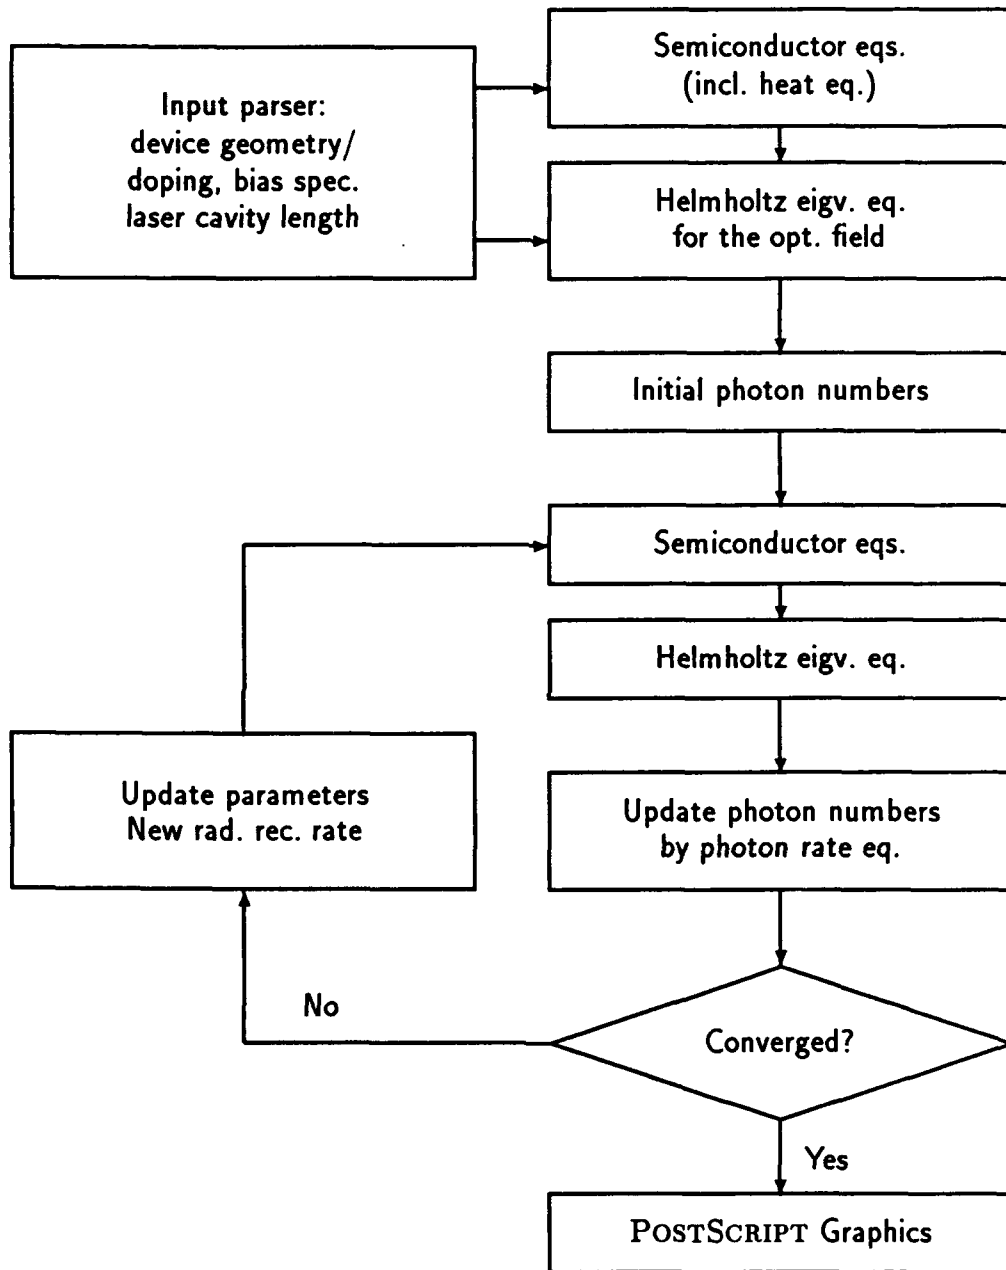 Input parser:
device geometry/
doping, bias spec.
laser cavity length
Semiconductor eqs.
(incl. heat eq.)
Helmholtz eigv. eq.
for the opt. field
Initial photon numbers
Semiconductor eqs.
Helmholtz eigv. eq.
Update parameters
New rad. rec. rate
Update photon numbers
by photon rate eq.
No
Converged?
Yes
POSTSCRIPT Graphics